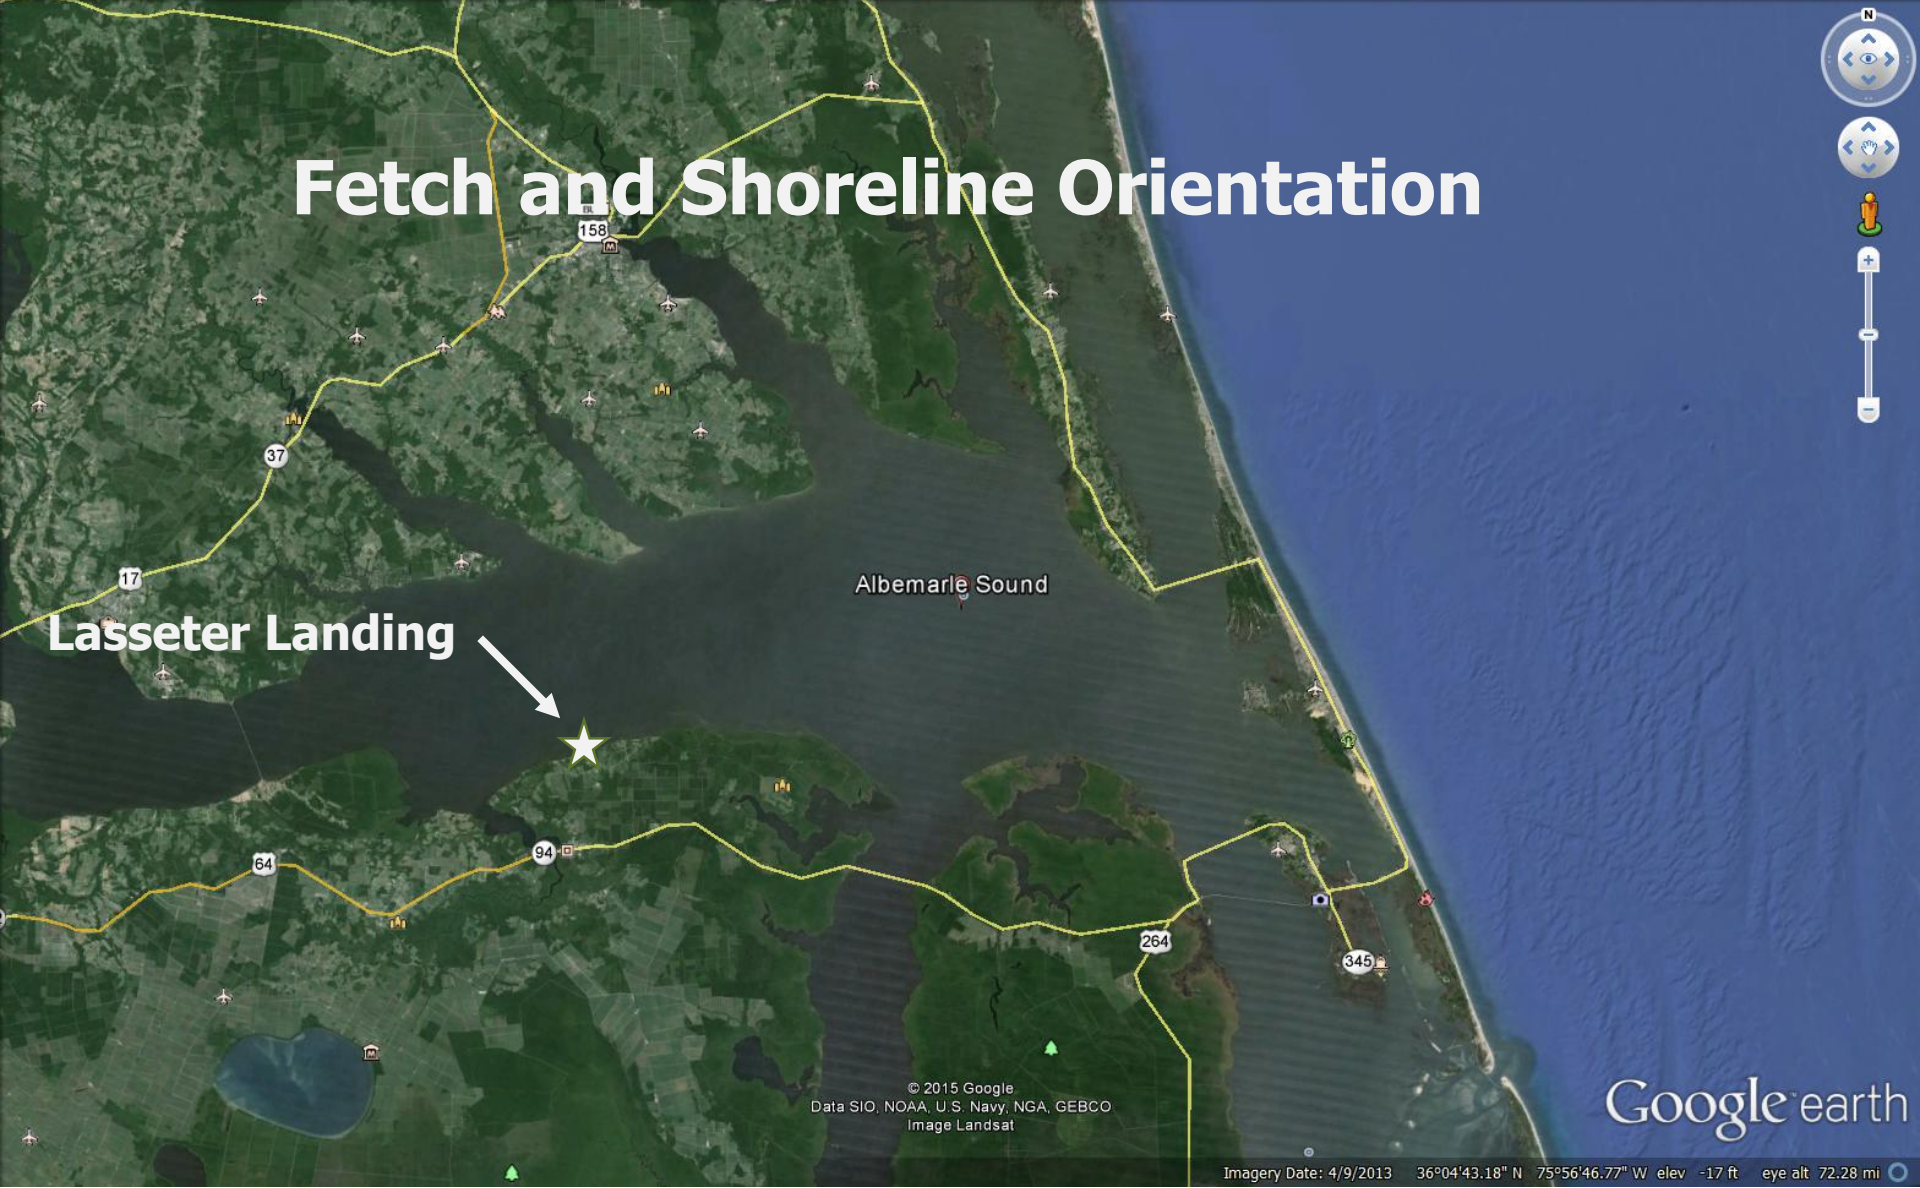 N
Fetch and Shoreline Orientation
158
37
Albemarle Sound
17
Lasseter Landing
94
64
264
345
© 2015 Google
Data SIO, NOAA, U.S. Navy, NGA, GEBCO
Image Landsat
Google earth
Imagery Date: 4/9/2013 36°04'43.18" N 75°56'46.77" W elev -17 ft eye alt 72.28 mi